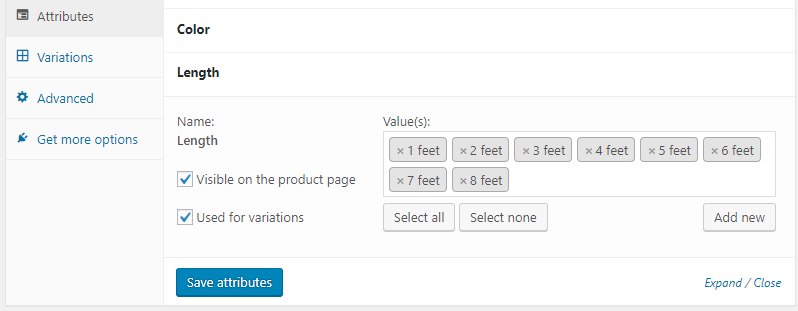 Attributes
Variations
Advanced
Get more options
Color
Length
Name:
Length
Visible on the product page
Used for variations
Value(s):
× 1 feet × 2 feet × 3 feet × 4 feet × 5 feet × 6 feet
× 7 feet × 8 feet
Select all Select none Add new
Save attributes Expand / Close